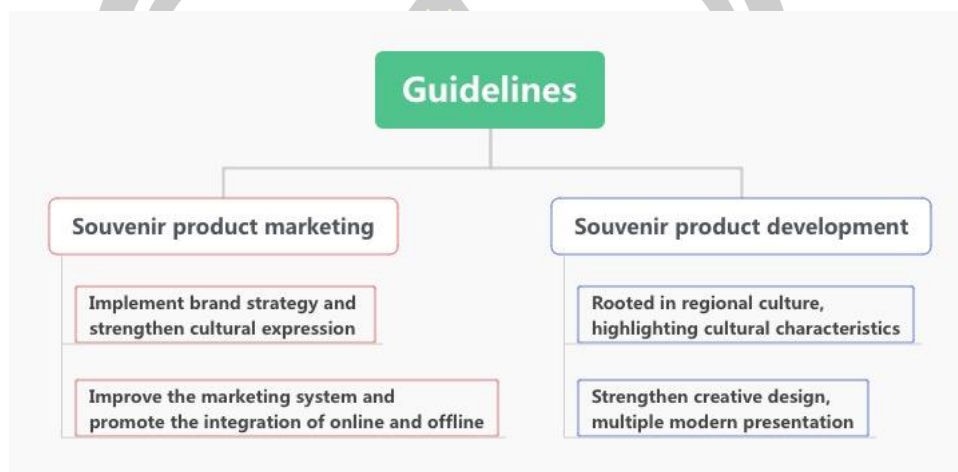 Guidelines
Souvenir product marketing
Implement brand strategy and
strengthen cultural expression
Improve the marketing system and
promote the integration of online and offline
Souvenir product development
Rooted in regional culture,
highlighting cultural characteristics
Strengthen creative design,
multiple modern presentation